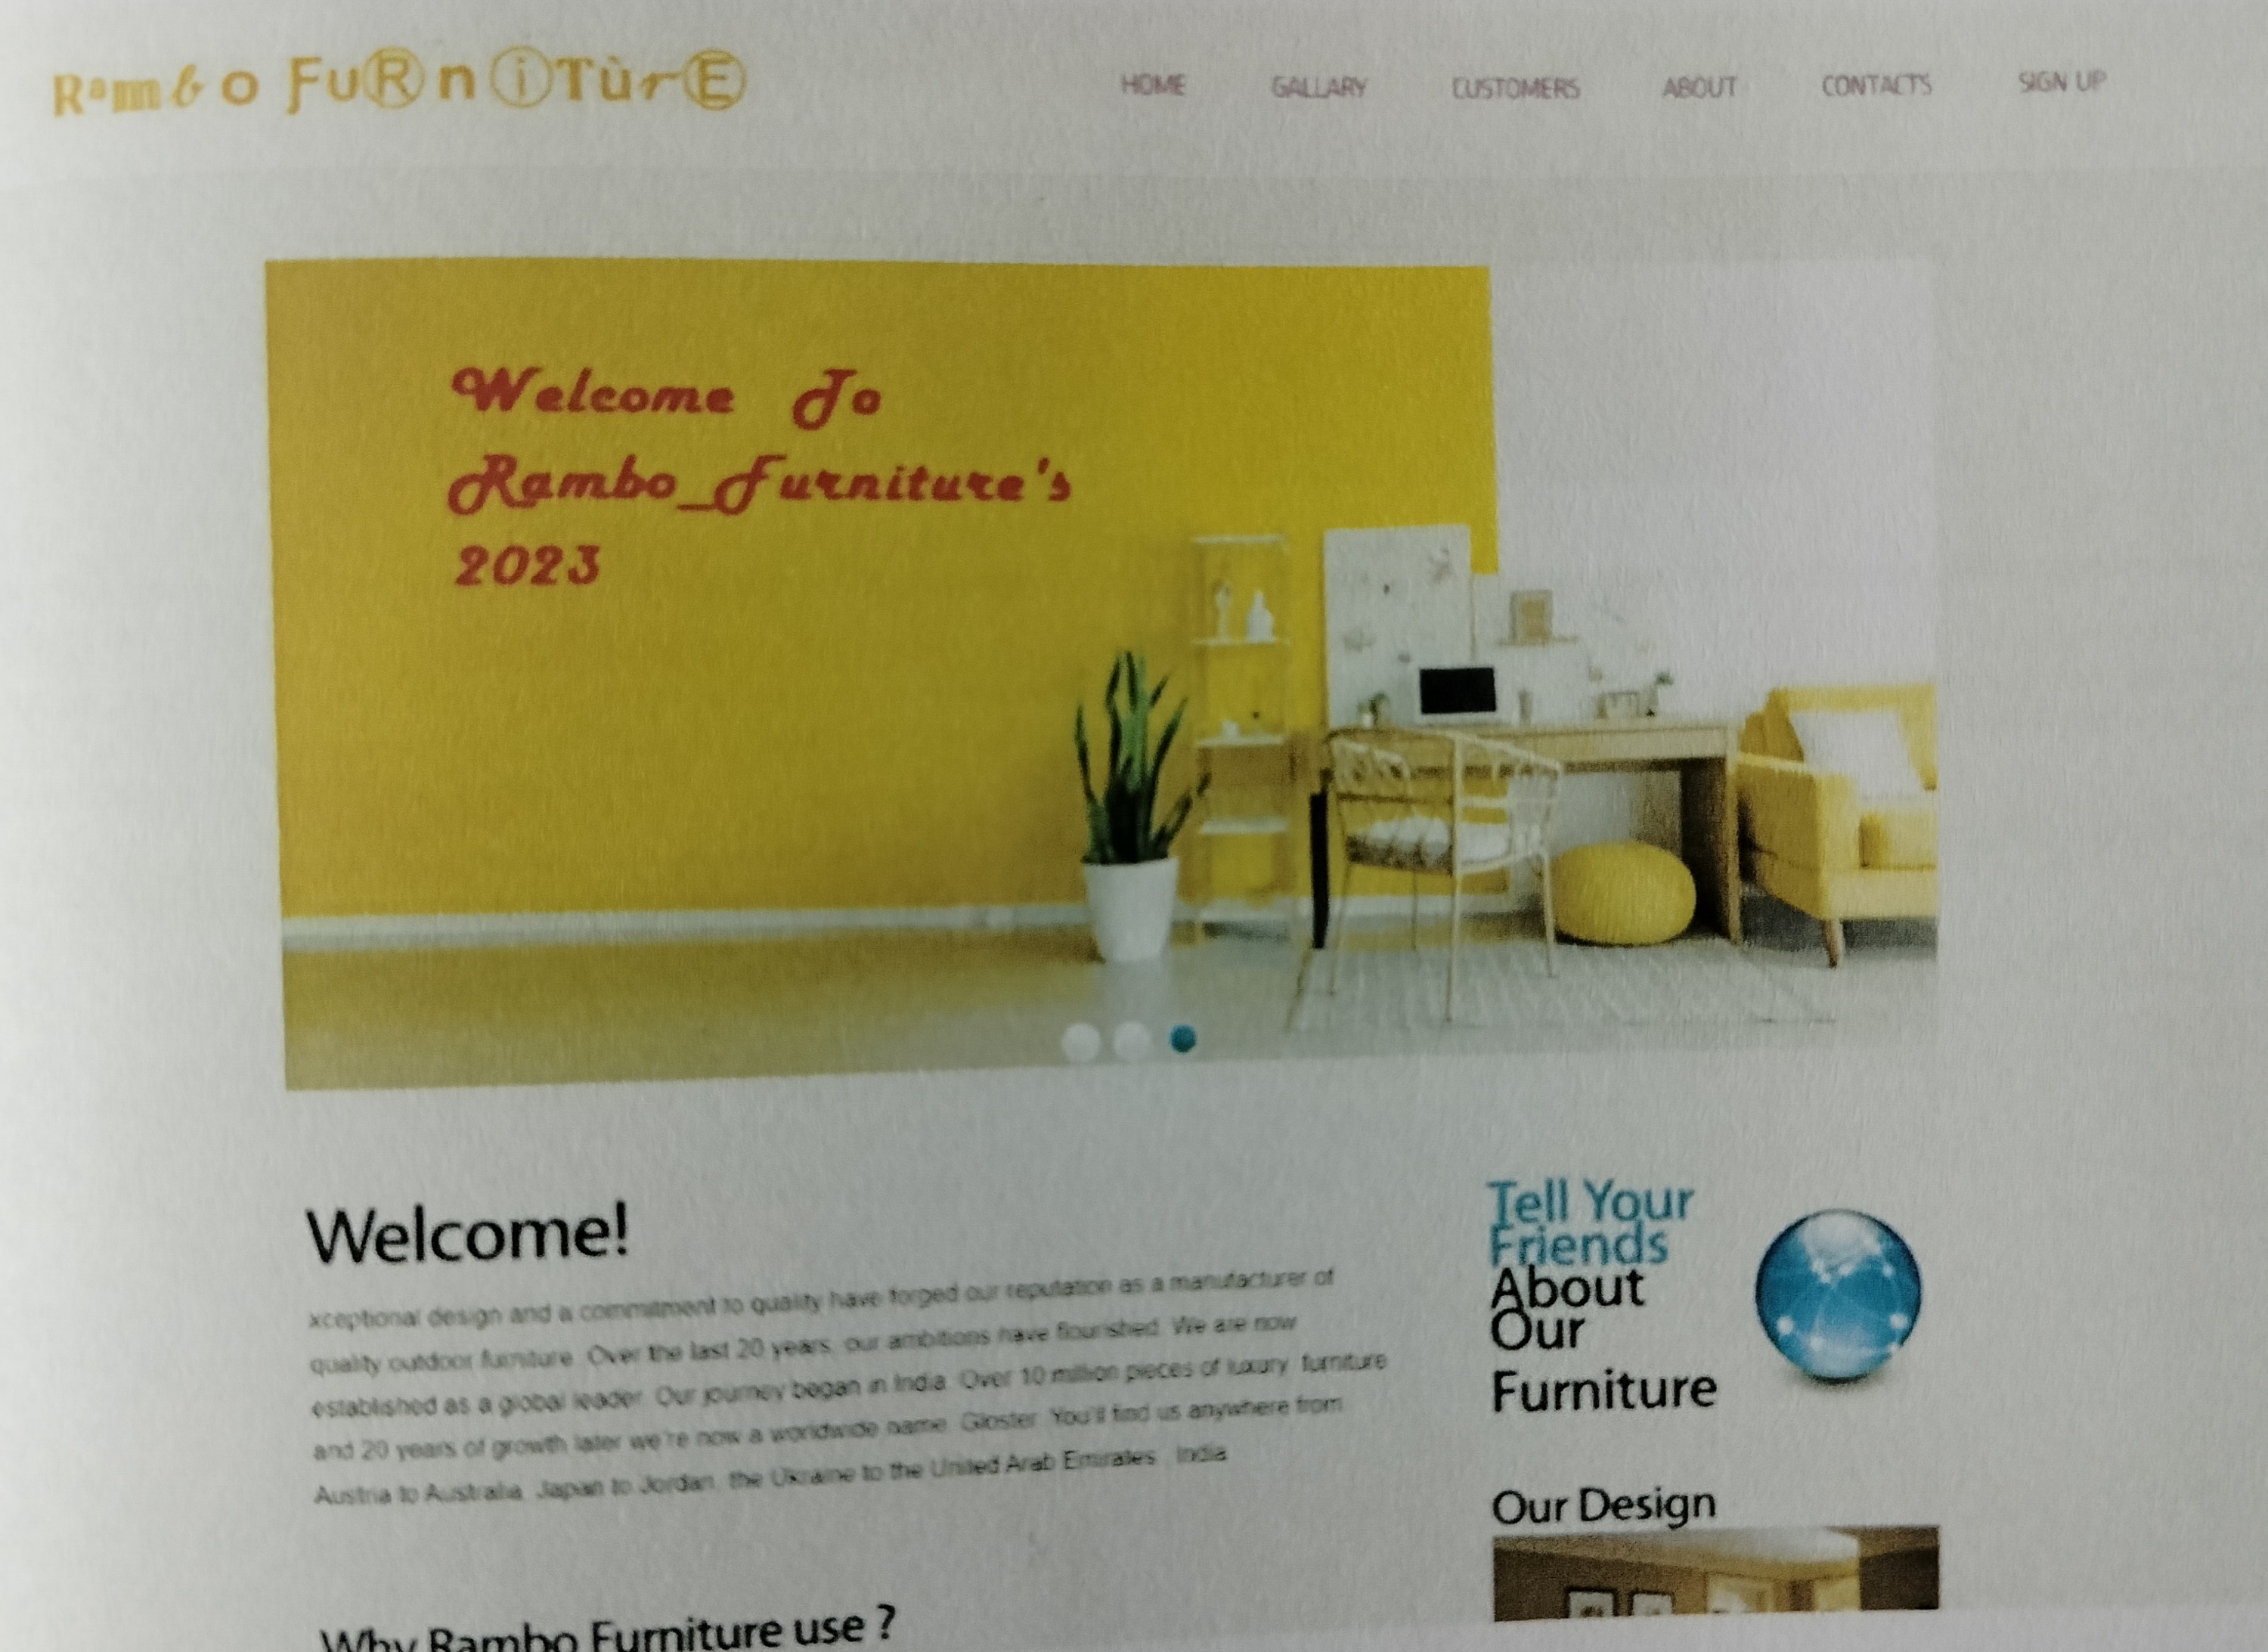 Rambo FuRniTùrE
HOME GALLARY CUSTOMERS ABOUT CONTACTS SIGN UP
Welcome To
Rambo_Furniture's
2023
Welcome!
xceptional design and a commitment to quality have forged our reputation as a manufacturer of
quality outdoor furniture. Over the last 20 years, our ambitions have flourished. We are now
established as a global leader. Our journey began in India. Over 10 million pieces of luxury furniture
and 20 years of growth later we're now a worldwide name. Gloster. You'll find us anywhere from
Austria to Australia, Japan to Jordan, the Ukraine to the United Arab Emirates , India
Tell Your
Friends
About
Our
Furniture
Our Design
Why Rambo Furniture use ?